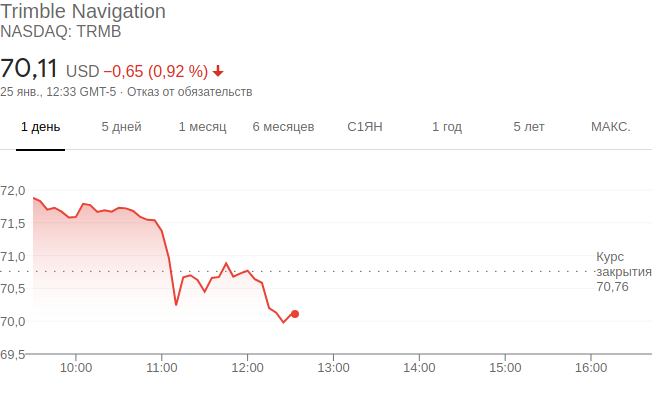 Trimble Navigation
NASDAQ: TRMB
70,11 USD −0,65 (0,92 %)
25 янв., 12:33 GMT-5 · Отказ от обязательств
1 день 5 дней 1 месяц 6 месяцев С1ЯН 1 год 5 лет МАКС.
72,0
71,5
71,0
70,5
70,0
69,5
Курс
закрытия
70,76
10:00 11:00 12:00 13:00 14:00 15:00 16:00